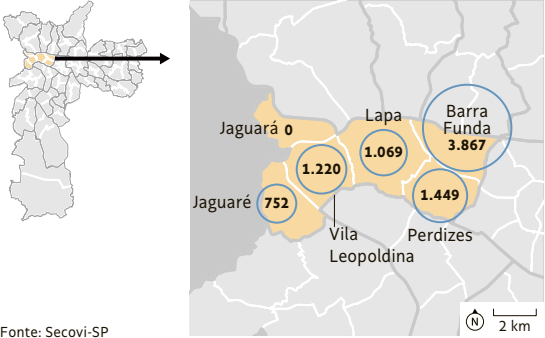 Barra
Funda
3.867
Lapa
1.069
Jaguará 0
1.220
1.449
Jaguaré 752
Vila
Leopoldina
Perdizes
N
2 km
Fonte: Secovi-SP